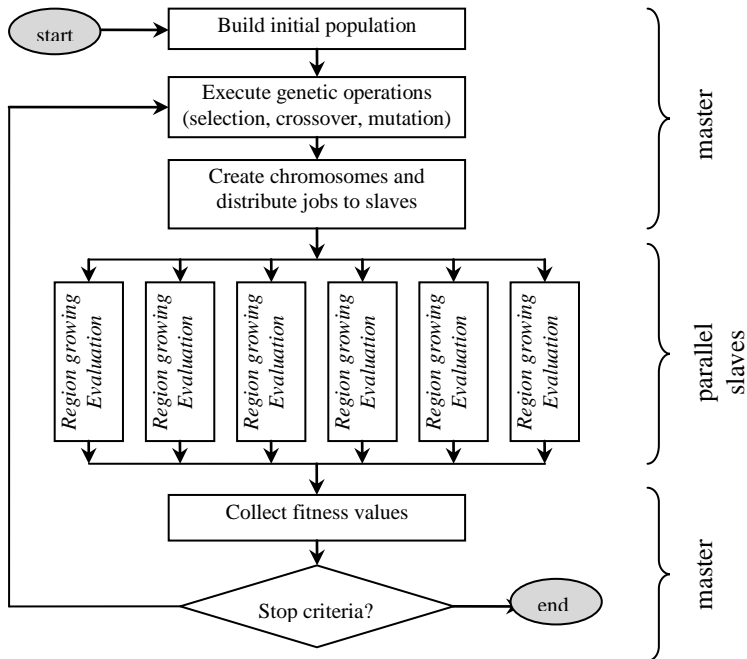 start
Build initial population
Execute genetic operations
(selection, crossover, mutation)
Create chromosomes and
distribute jobs to slaves
master
Region growing
Evaluation
Region growing
Evaluation
Region growing
Evaluation
Region growing
Evaluation
Region growing
Evaluation
Region growing
Evaluation
parallel
slaves
Collect fitness values
Stop criteria?
end
master